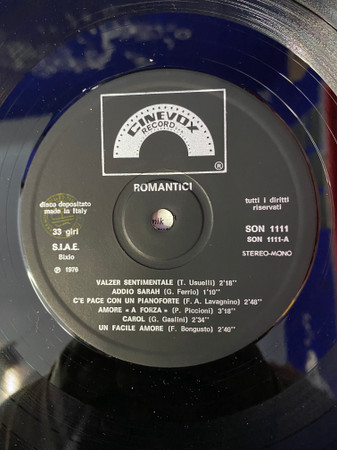 CINEVOX
RECORD
®
ROMANTICI
disco depositato
made in Italy
tutti i diritti
riservati
33 giri
SON 1111
SON 1111-A
S.I.A.E.
Bixio
STEREO-MONO
℗ 1978
VALZER SENTIMENTALE (T. Usuelli) 2'18"
ADDIO SARAH (G. Ferrio) 1'10"
C'E PACE CON UN PIANOFORTE (F. A. Lavagnino) 2'48"
AMORE « A FORZA » (P. Piccioni) 3'18"
CAROL (G. Gaslini) 2'34"
UN FACILE AMORE (F. Bongusto) 2'40"